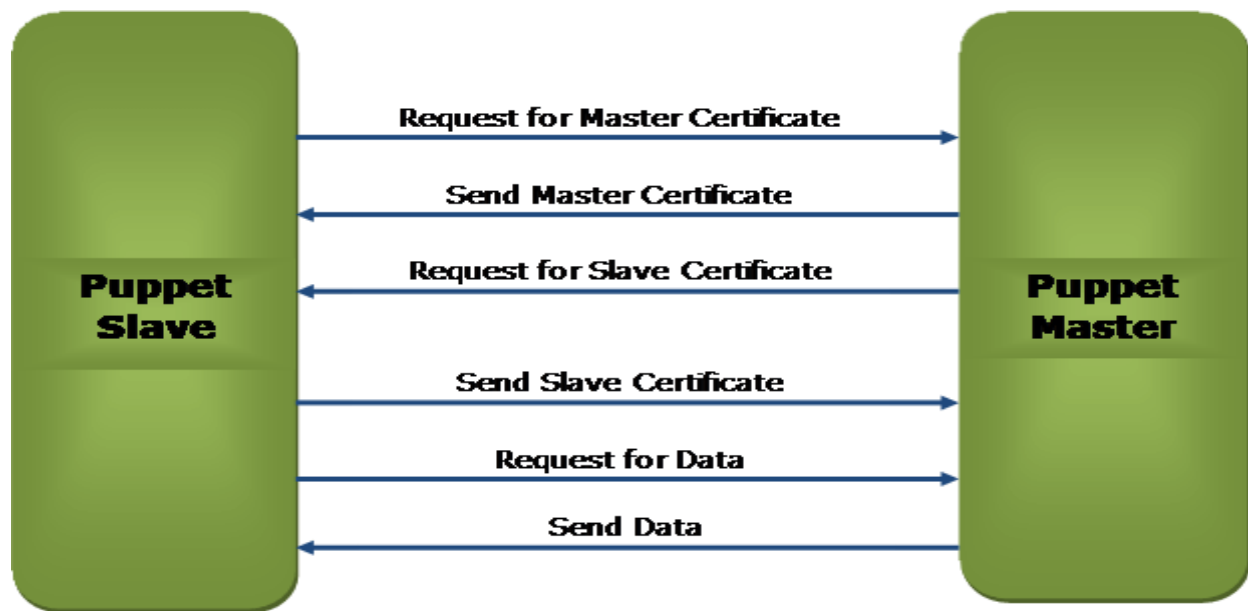 Request for Master Certificate
Send Master Certificate
Request for Slave Certificate
Puppet
Slave
Puppet
Master
Send Slave Certificate
Request for Data
Send Data